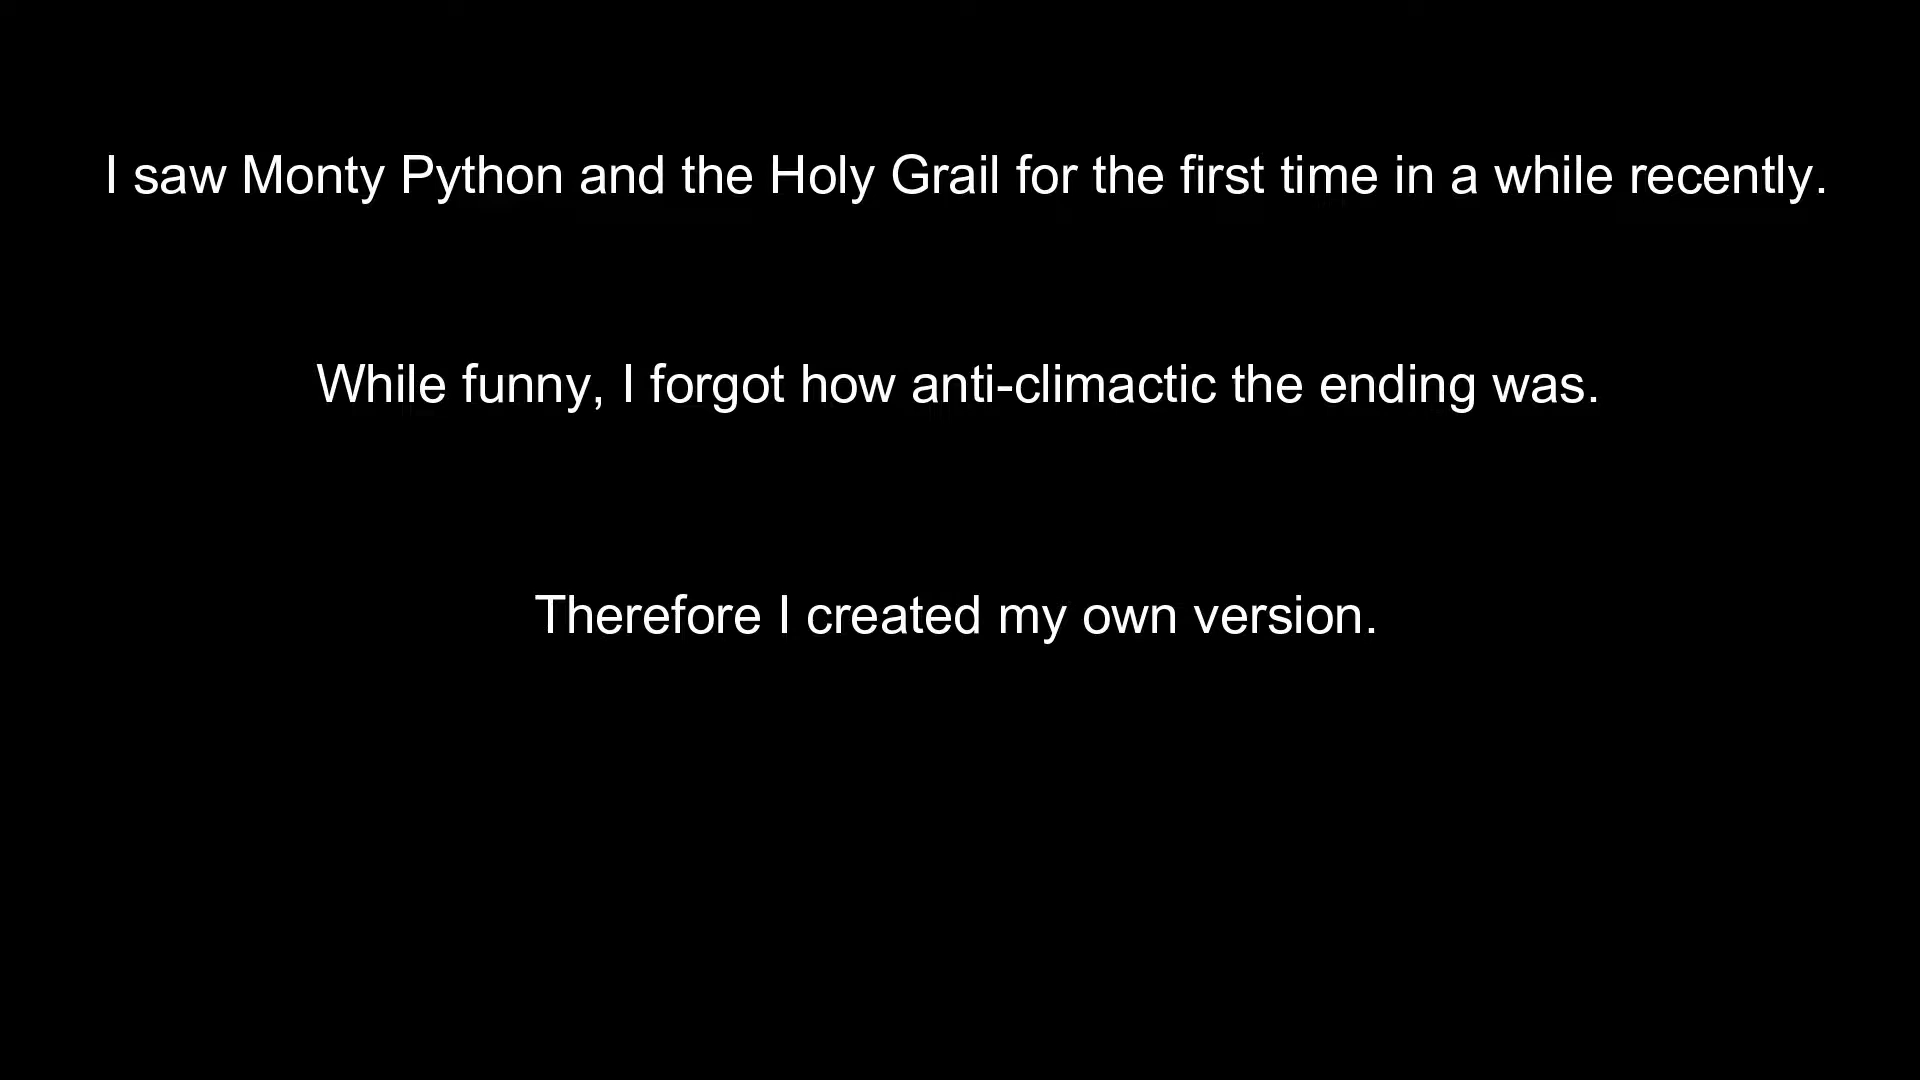 I saw Monty Python and the Holy Grail for the first time in a while recently.
While funny, I forgot how anti-climactic the ending was.
Therefore I created my own version.